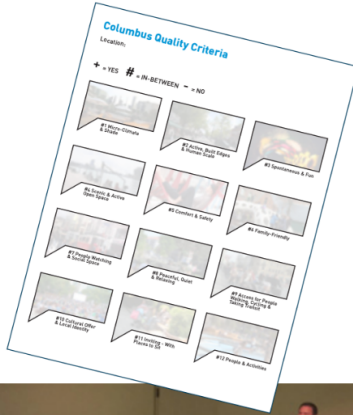 Columbus Quality Criteria
Location:
+ = YES # = IN-BETWEEN - = NO
#1 Micro-Climate
& Shade
#2 Active, Built Edges
& Human Scale
#3 Spontaneous & Fun
#4 Scenic & Active
Open Space
#5 Comfort & Safety
#6 Family-Friendly
#7 People Watching
& Social Space
#8 Peaceful, Quiet
& Relaxing
#9 Access for People
Walking, Cycling &
Taking Transit
#10 Cultural Offer
& Local Identity
#11 Inviting - With
Places to Sit
#12 People & Activities